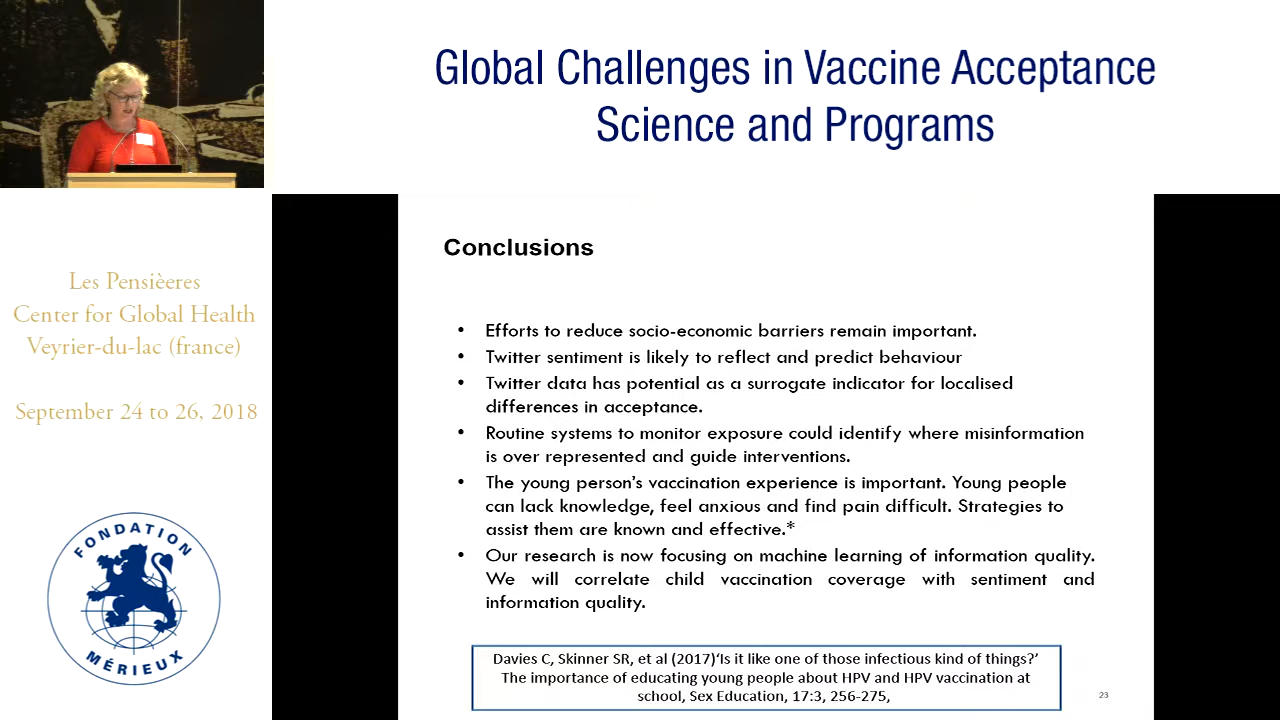 Global Challenges in Vaccine Acceptance
Science and Programs
Les Pensièeres
Center for Global Health
Veyrier-du-lac (france)
September 24 to 26, 2018
FONDATION
MÉRIEUX
Conclusions
• Efforts to reduce socio-economic barriers remain important.
• Twitter sentiment is likely to reflect and predict behaviour
• Twitter data has potential as a surrogate indicator for localised
differences in acceptance.
• Routine systems to monitor exposure could identify where misinformation
is over represented and guide interventions.
• The young person's vaccination experience is important. Young people
can lack knowledge, feel anxious and find pain difficult. Strategies to
assist them are known and effective.*
• Our research is now focusing on machine learning of information quality.
We will correlate child vaccination coverage with sentiment and
information quality.
Davies C, Skinner SR, et al (2017)‘Is it like one of those infectious kind of things?’
The importance of educating young people about HPV and HPV vaccination at
school, Sex Education, 17:3, 256-275,
23